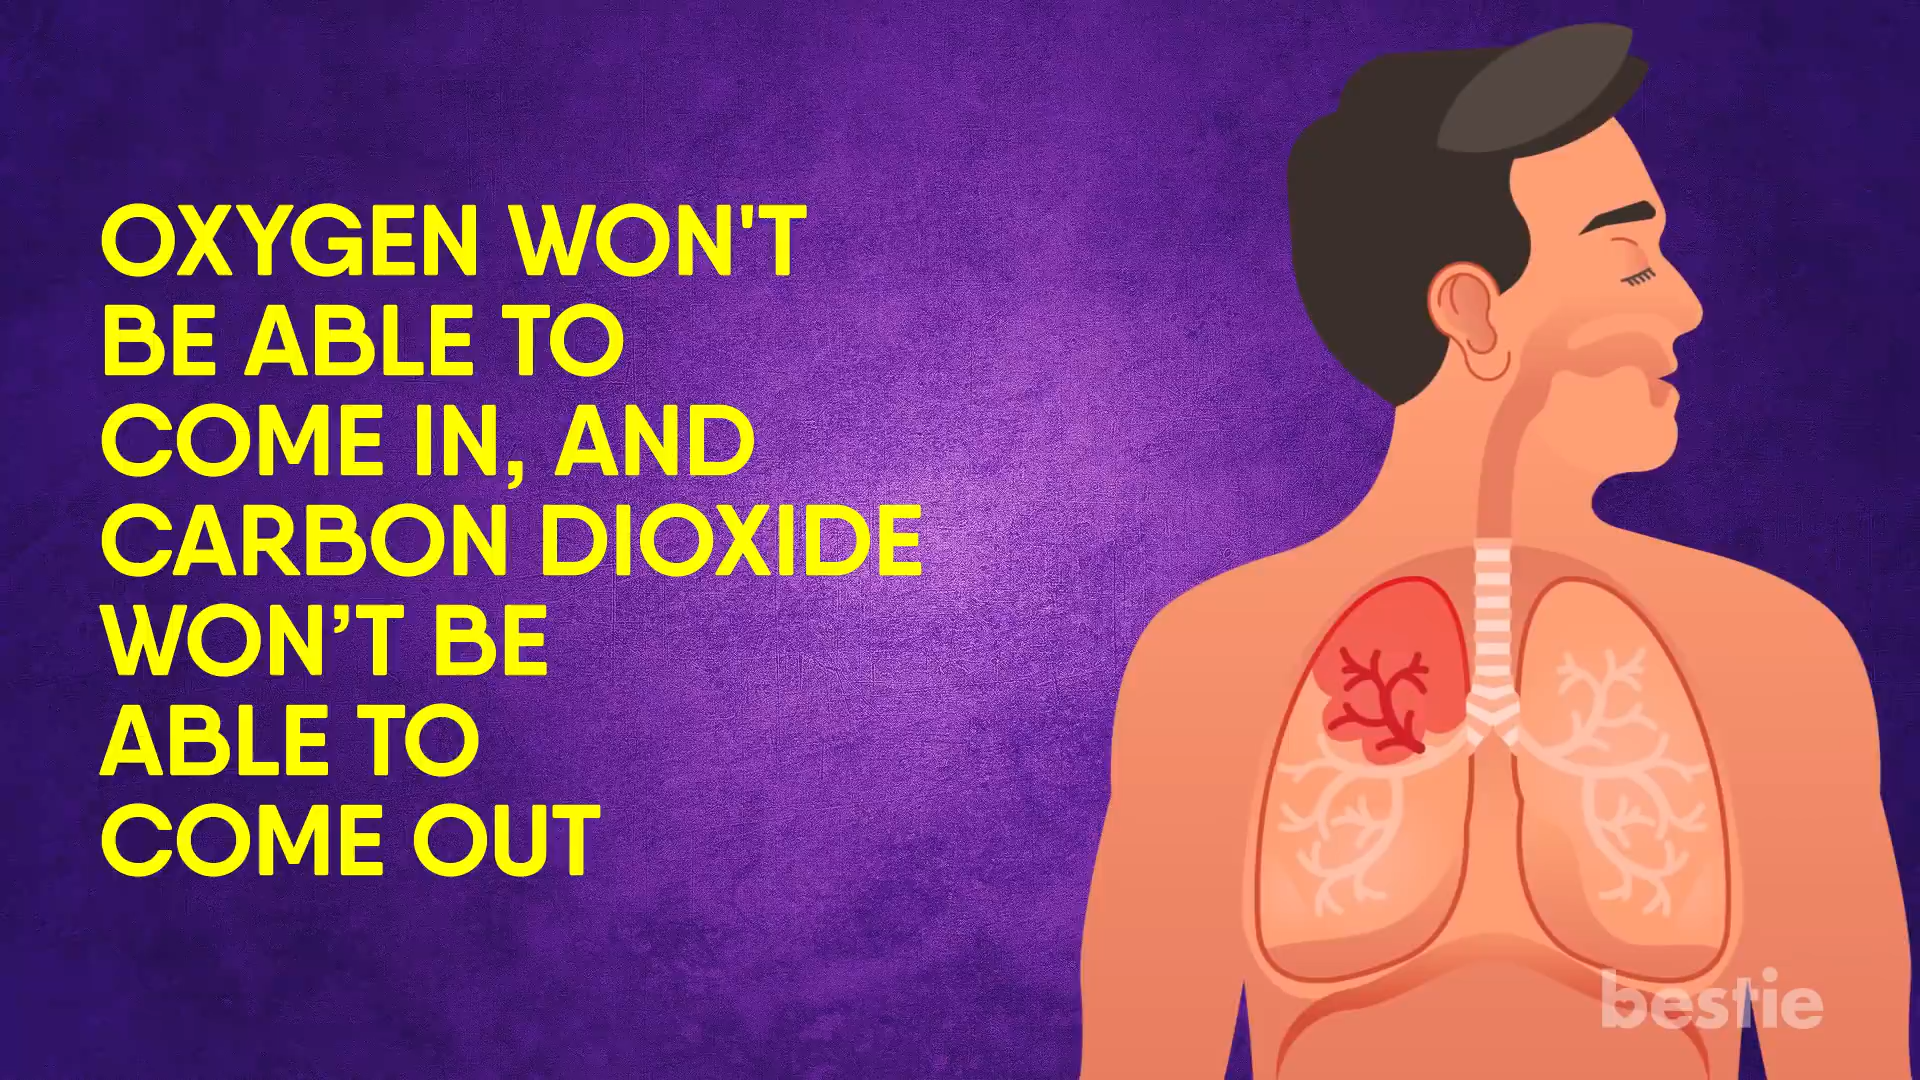 OXYGEN WON'T
BE ABLE TO
COME IN, AND
CARBON DIOXIDE
WON’T BE
ABLE TO
COME OUT
bestie